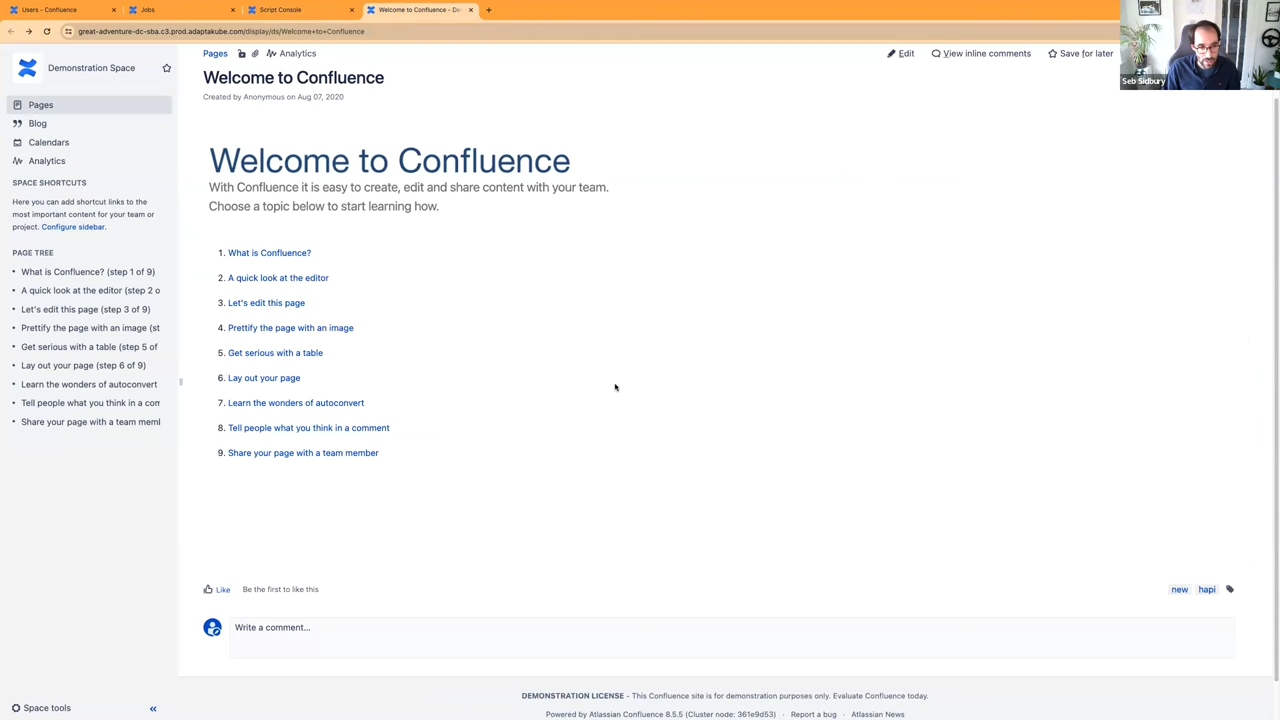 Users - Confluence
Jobs
Script Console
Welcome to Confluence - De
great-adventure-dc-sba.c3.prod.adaptakube.com/display/ds/Welcome+to+Confluence
Seb Sidbury
Demonstration Space
Pages
Blog
Calendars
Analytics
SPACE SHORTCUTS
Here you can add shortcut links to the
most important content for your team or
project. Configure sidebar.
PAGE TREE
What is Confluence? (step 1 of 9)
A quick look at the editor (step 2 o
Let's edit this page (step 3 of 9)
Prettify the page with an image (st
Get serious with a table (step 5 of
Lay out your page (step 6 of 9)
Learn the wonders of autoconvert
Tell people what you think in a con
Share your page with a team meml
Space tools
Pages Analytics
Edit View inline comments Save for later
Welcome to Confluence
Created by Anonymous on Aug 07, 2020
Welcome to Confluence
With Confluence it is easy to create, edit and share content with your team.
Choose a topic below to start learning how.
1. What is Confluence?
2. A quick look at the editor
3. Let's edit this page
4. Prettify the page with an image
5. Get serious with a table
6. Lay out your page
7. Learn the wonders of autoconvert
8. Tell people what you think in a comment
9. Share your page with a team member
Like Be the first to like this
new hapi
Write a comment...
DEMONSTRATION LICENSE - This Confluence site is for demonstration purposes only. Evaluate Confluence today.
Powered by Atlassian Confluence 8.5.5 (Cluster node: 361e9d53) · Report a bug · Atlassian News